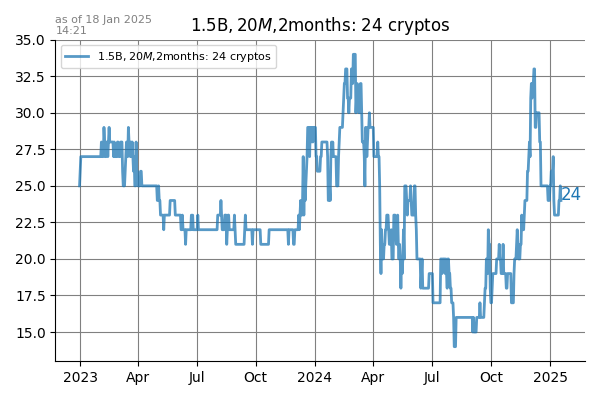 as of 18 Jan 2025
14:21
1.5B, 20M,2months: 24 cryptos
1.5B, 20M,2months: 24 cryptos
35.0
32.5
30.0
27.5
25.0
22.5
20.0
17.5
15.0
24
2023 Apr Jul Oct 2024 Apr Jul Oct 2025